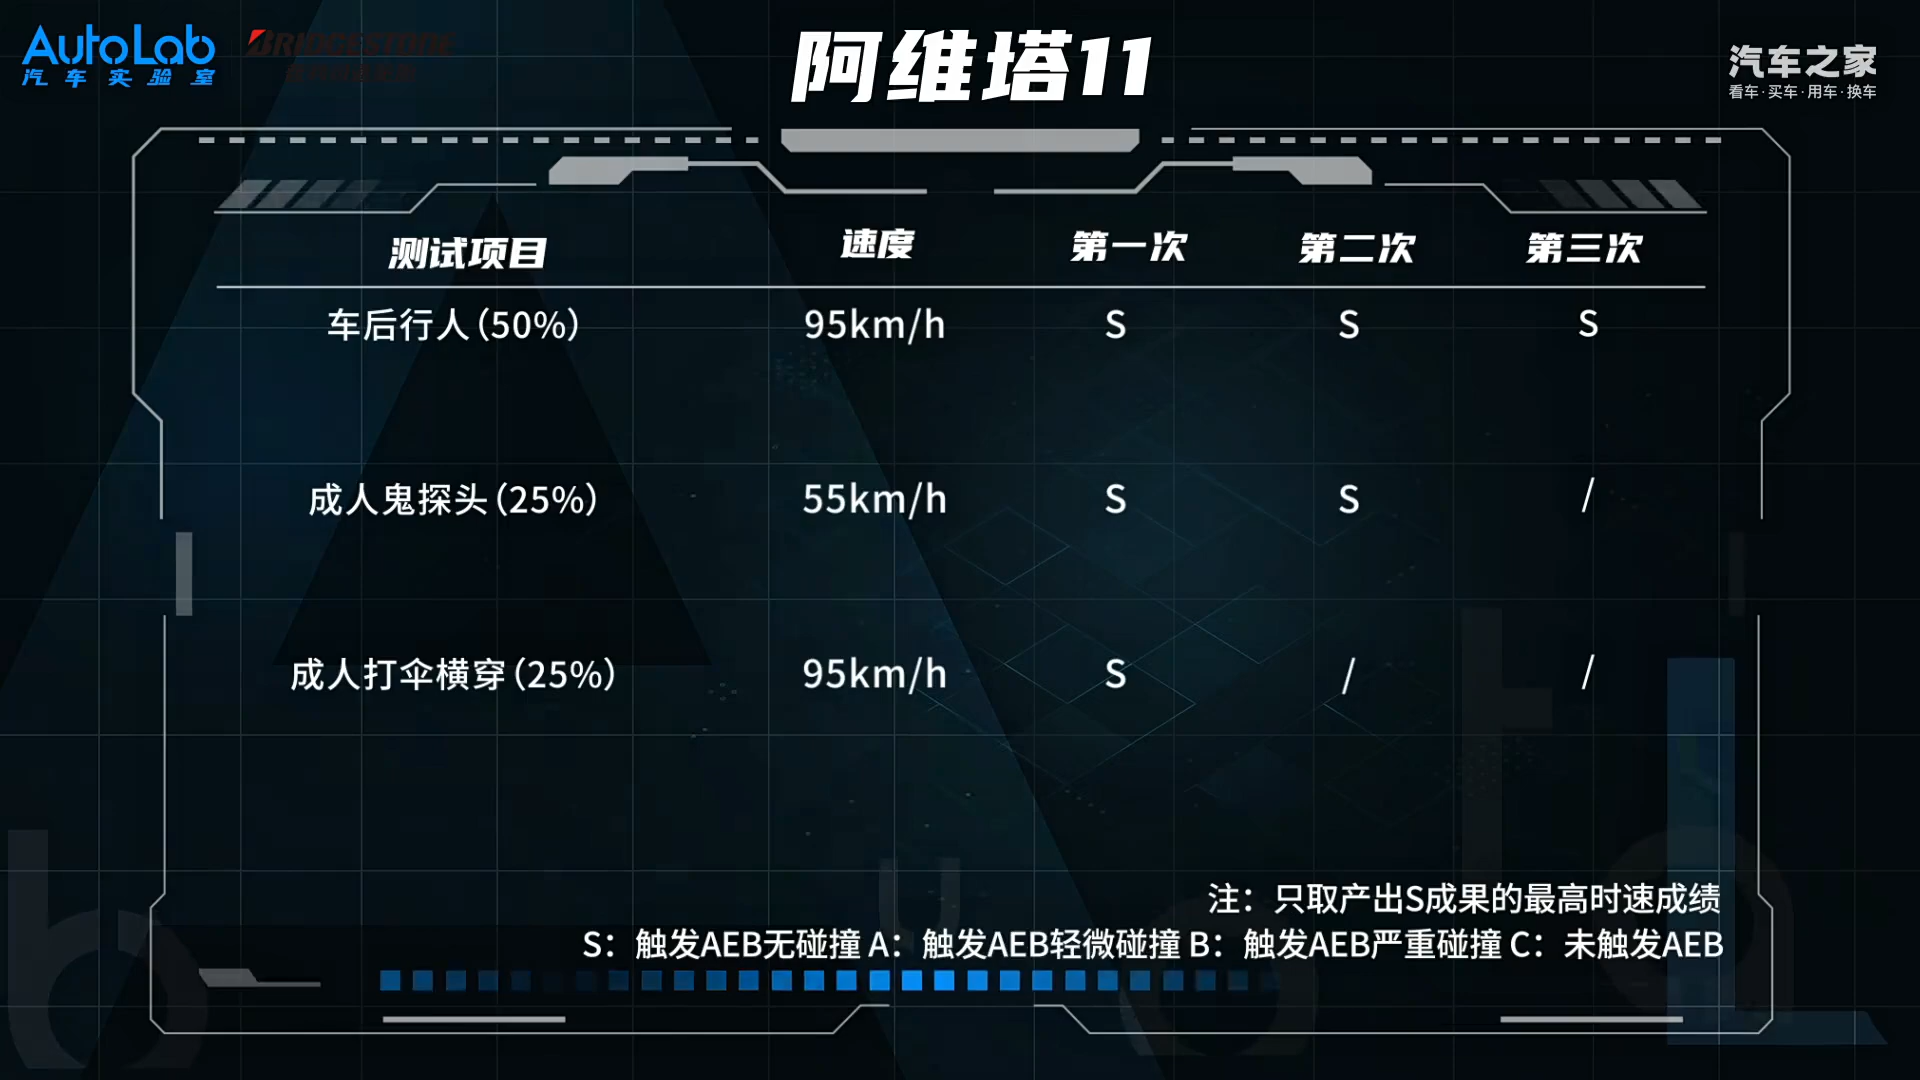 AutoLab
汽车实验室
BRIDGESTONE
阿维塔11
汽车之家
看车·买车·用车·换车
测试项目 速度 第一次 第二次 第三次
车后行人(50%) 95km/h S S S
成人鬼探头(25%) 55km/h S S /
成人打伞横穿(25%) 95km/h S / /
注：只取产出S成果的最高时速成绩
S：触发AEB无碰撞 A：触发AEB轻微碰撞 B：触发AEB严重碰撞 C：未触发AEB